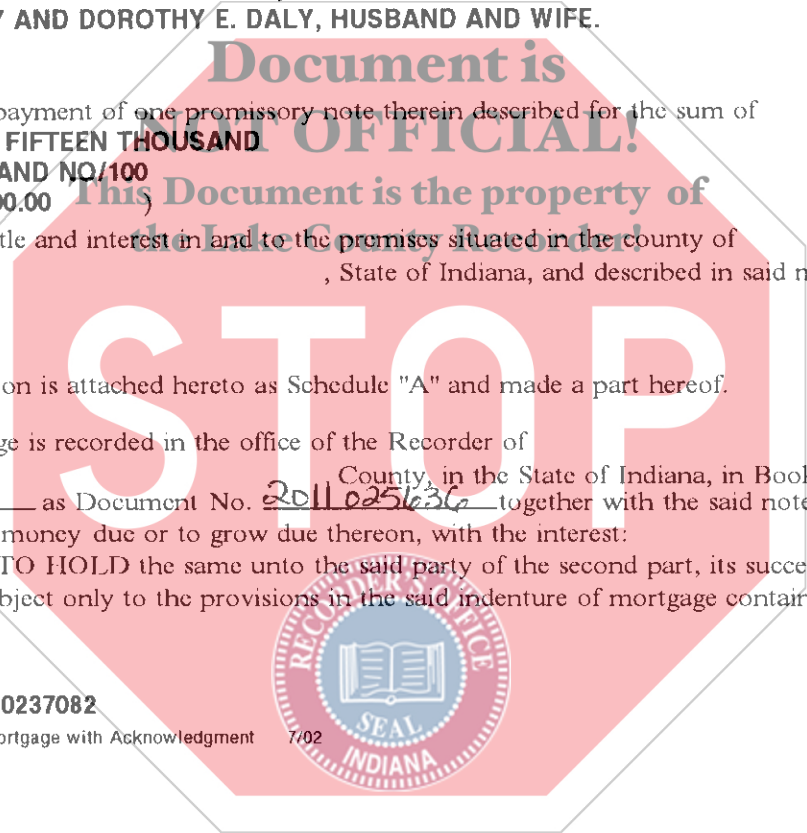 Y AND DOROTHY E. DALY, HUSBAND AND WIFE.
Document is
payment of one promissory note therein described for the sum of
NOT OFFICIAL!
FIFTEEN THOUSAND
AND NO/100
00.00 )
This Document is the property of
the Lake County Recorder!
tle and interest in and to the premises situated in the county of
, State of Indiana, and described in said
STOP
on is attached hereto as Schedule "A" and made a part hereof.
ge is recorded in the office of the Recorder of
County, in the State of Indiana, in Book
as Document No. 2011 025636 together with the said note
money due or to grow due thereon, with the interest:
TO HOLD the same unto the said party of the second part, its succe
bject only to the provisions in the said indenture of mortgage contain
RECORDER'S OFFICE
SEAL
INDIANA
0237082
ortgage with Acknowledgment 7/02